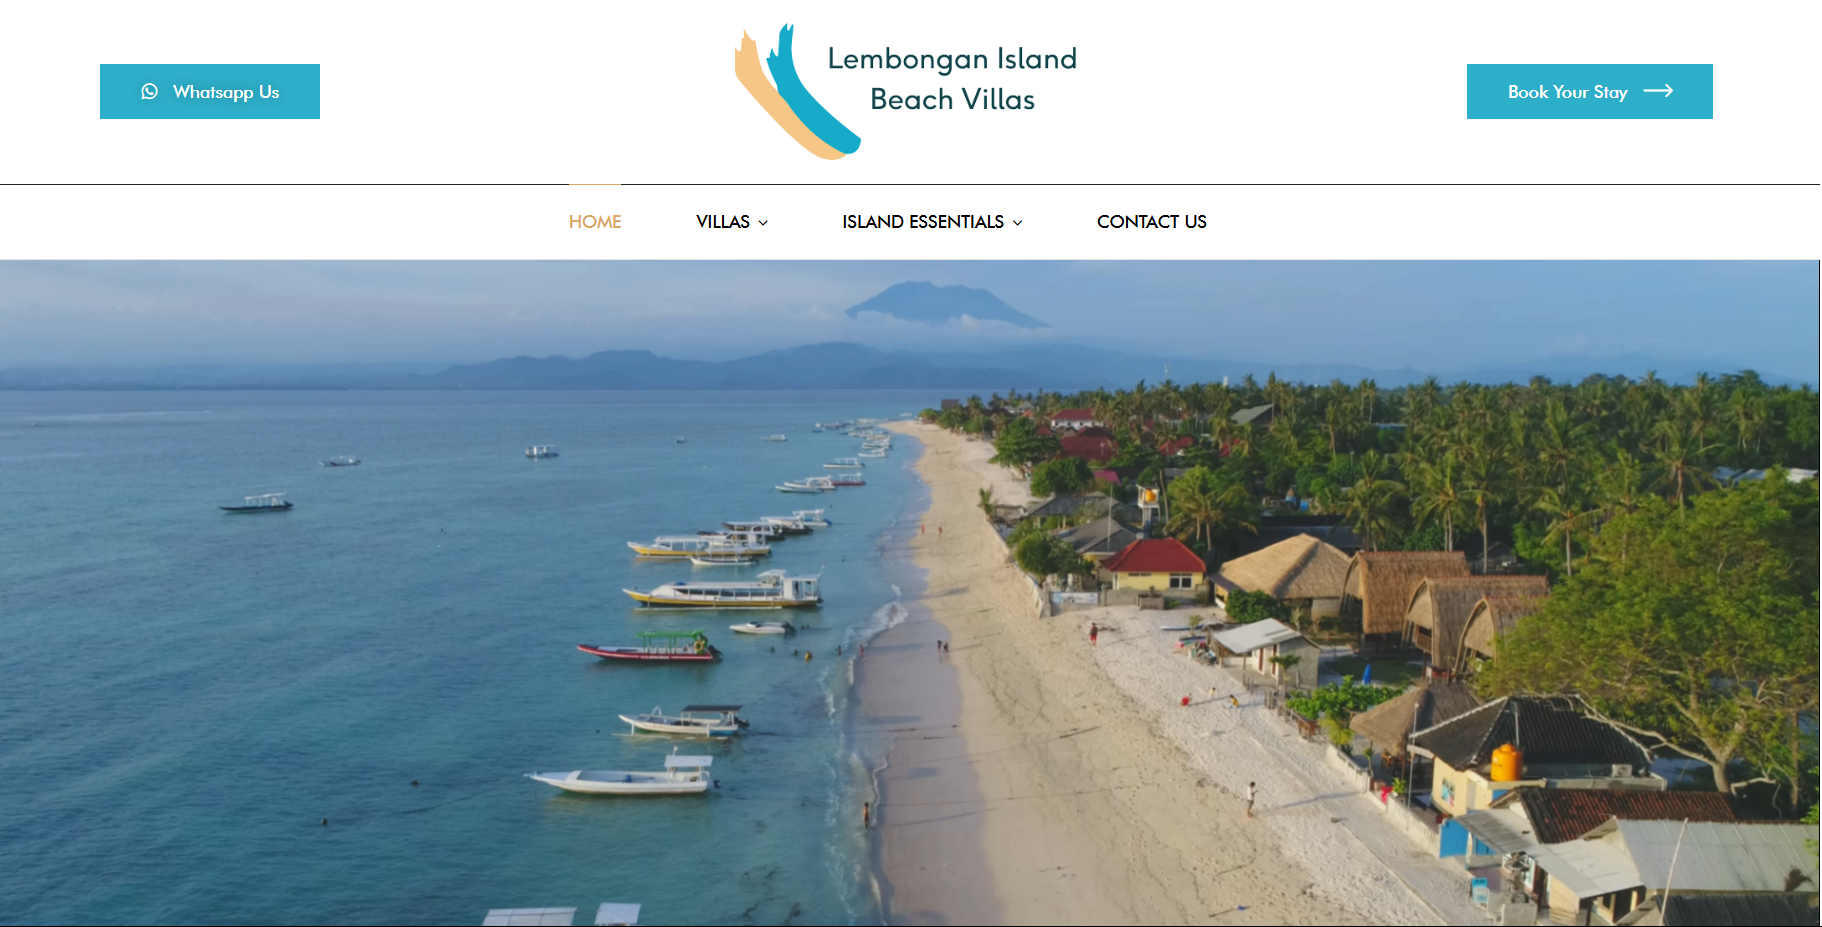 Whatsapp Us
Lembongan Island
Beach Villas
Book Your Stay
HOME
VILLAS
ISLAND ESSENTIALS
CONTACT US